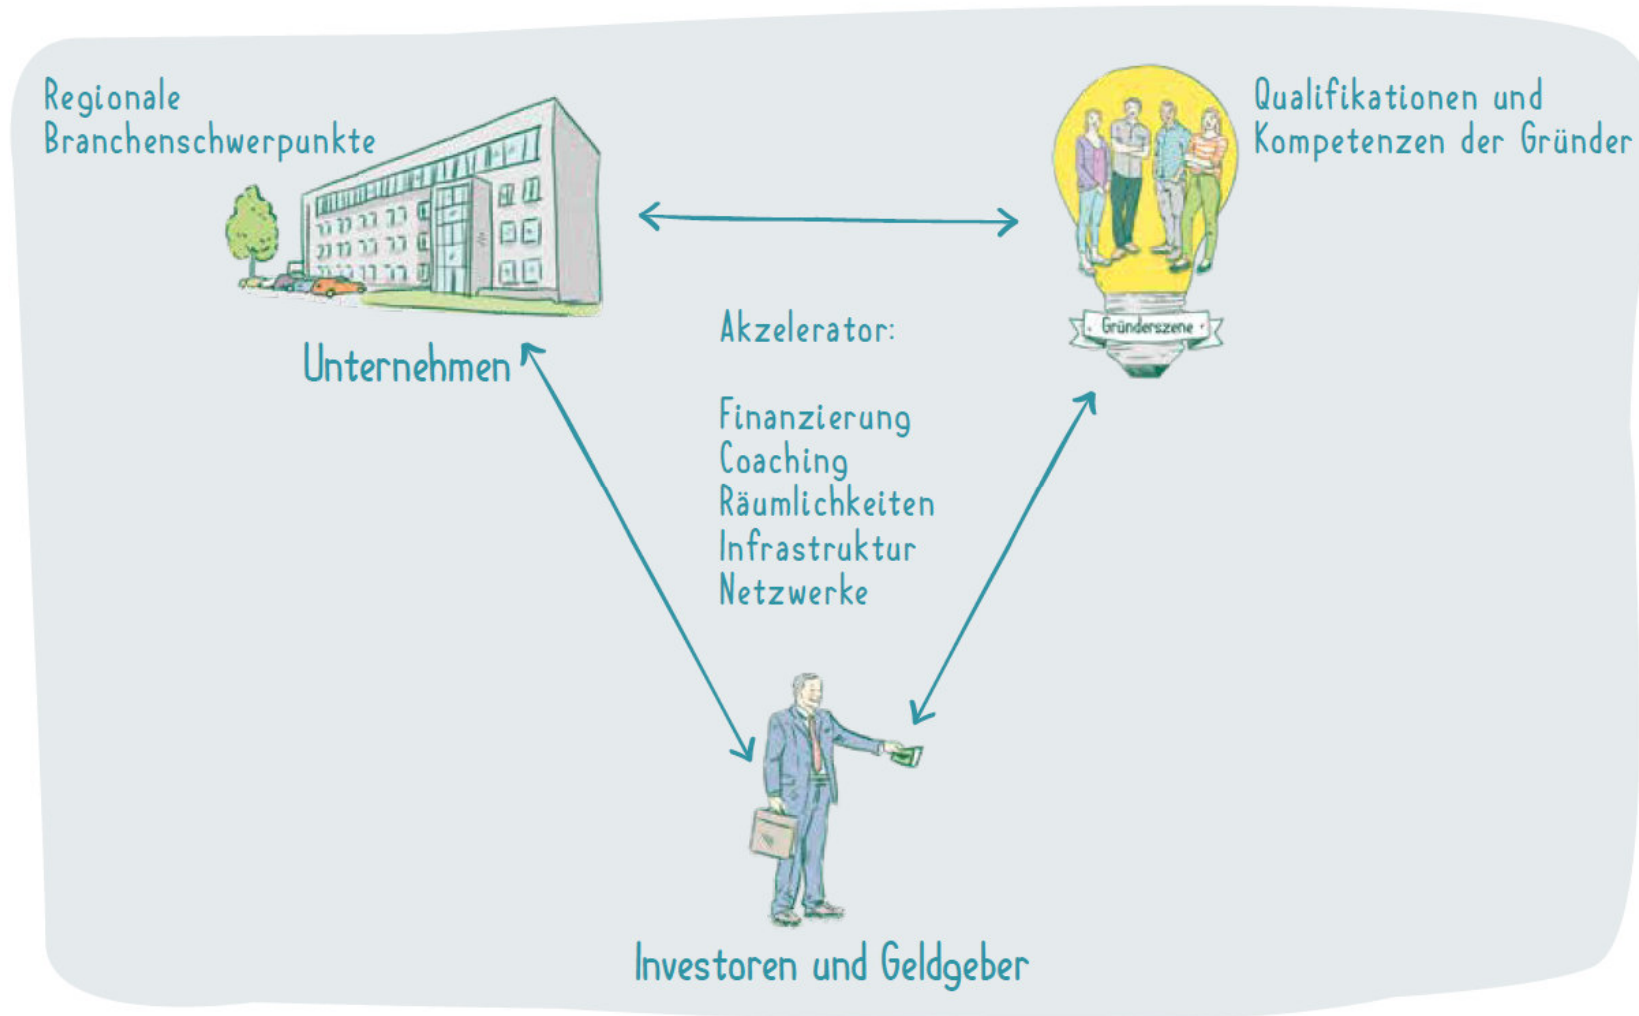 Regionale
Branchenschwerpunkte
Qualifikationen und
Kompetenzen der Gründer
Gründerszene
Unternehmen
Akzelerator:
Finanzierung
Coaching
Räumlichkeiten
Infrastruktur
Netzwerke
Investoren und Geldgeber